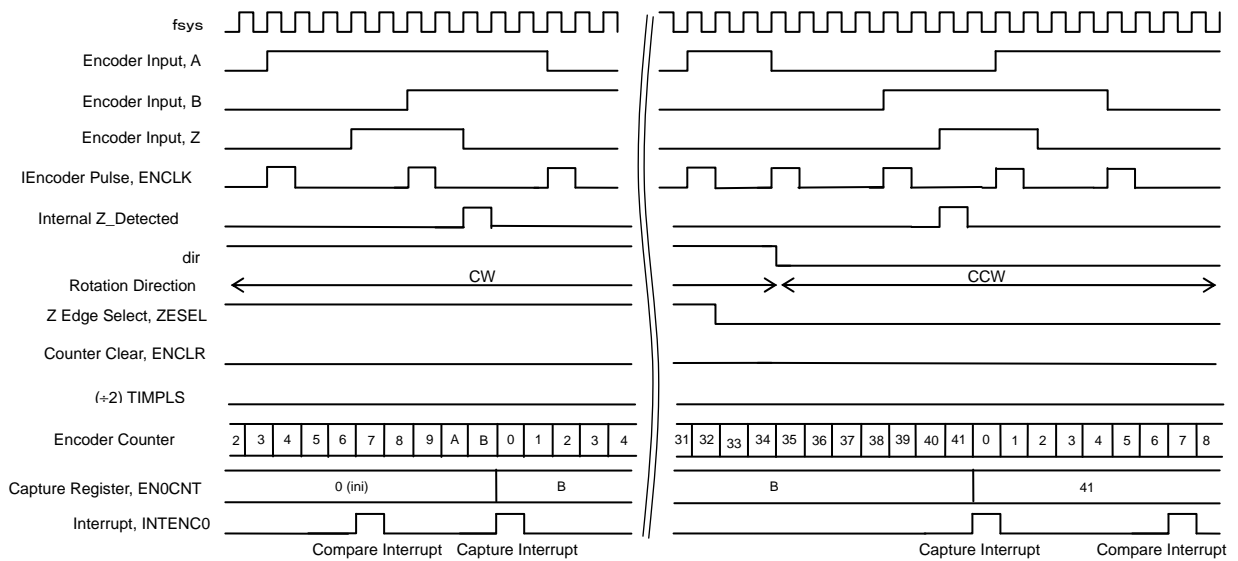 fsys
Encoder Input, A
Encoder Input, B
Encoder Input, Z
IEncoder Pulse, ENCLK
Internal Z_Detected
dir
Rotation Direction CW CCW
Z Edge Select, ZESEL
Counter Clear, ENCLR
(÷2) TIMPLS
Encoder Counter 2 3 4 5 6 7 8 9 A B 0 1 2 3 4 31 32 33 34 35 36 37 38 39 40 41 0 1 2 3 4 5 6 7 8
Capture Register, EN0CNT 0 (ini) B B 41
Interrupt, INTENC0
Compare Interrupt Capture Interrupt Capture Interrupt Compare Interrupt